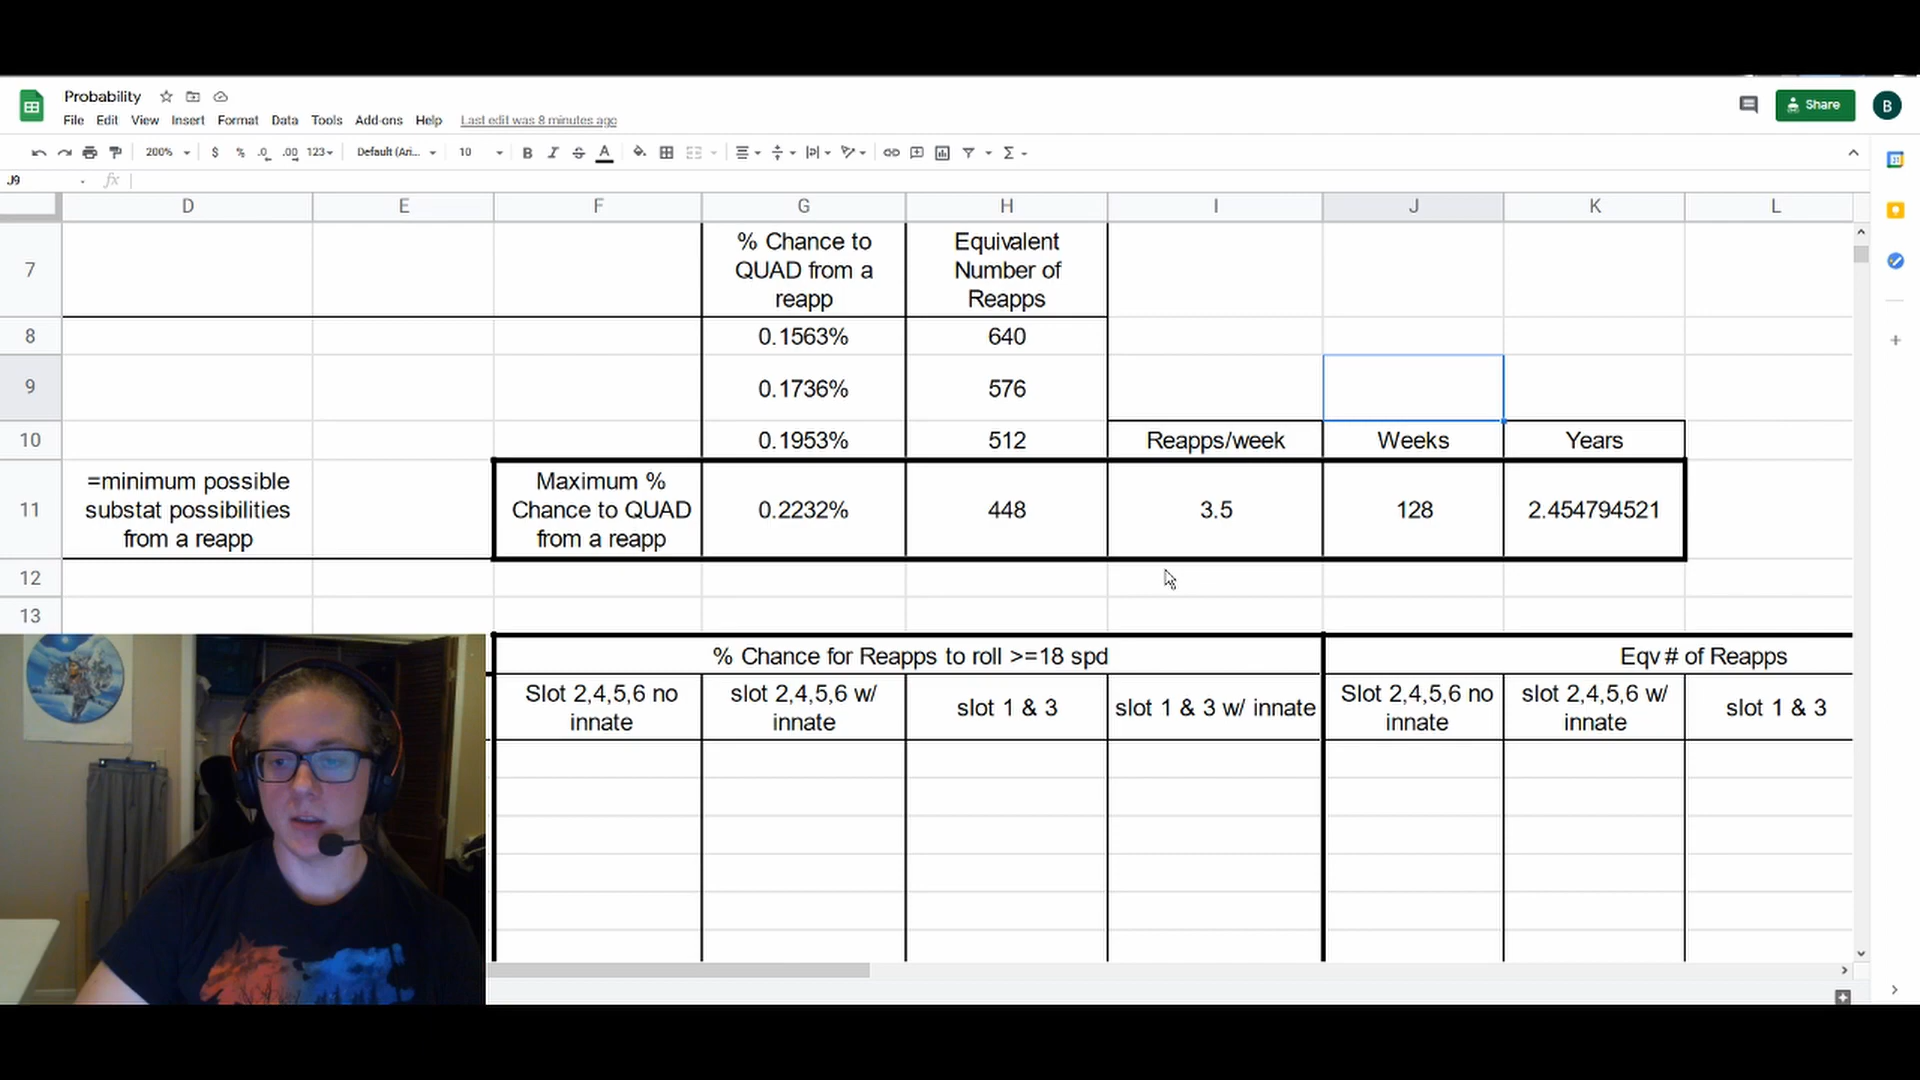 Probability
Share
B
File Edit View Insert Format Data Tools Add-ons Help Last edit was 8 minutes ago
200% $ % .0 .00 123 Default (Ari... 10 B I S A
J9 fx
D E F G H I J K L
7
% Chance to
QUAD from a
reapp
Equivalent
Number of
Reapps
8 0.1563% 640
9 0.1736% 576
10 0.1953% 512 Reapps/week Weeks Years
11
=minimum possible
substat possibilities
from a reapp
Maximum %
Chance to QUAD
from a reapp
0.2232% 448 3.5 128 2.454794521
12
13
% Chance for Reapps to roll >=18 spd Eqv # of Reapps
Slot 2,4,5,6 no
innate
slot 2,4,5,6 w/
innate
slot 1 & 3
slot 1 & 3 w/ innate
Slot 2,4,5,6 no
innate
slot 2,4,5,6 w/
innate
slot 1 & 3